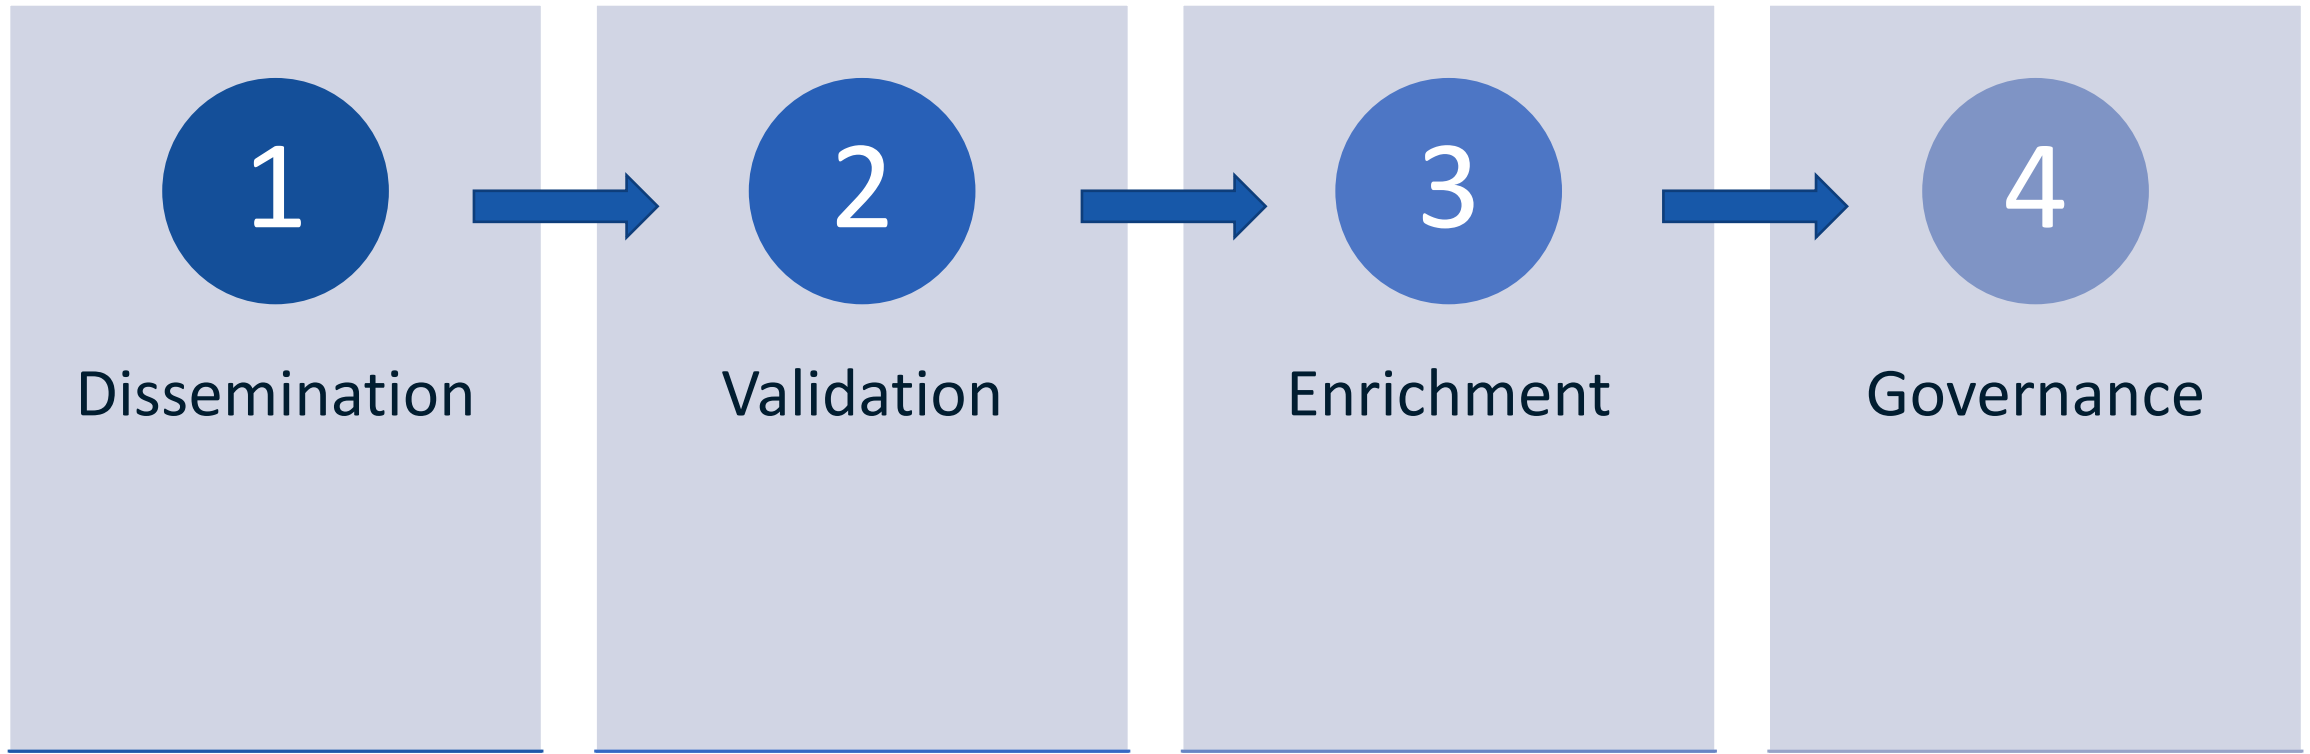 1
Dissemination
2
Validation
3
Enrichment
4
Governance